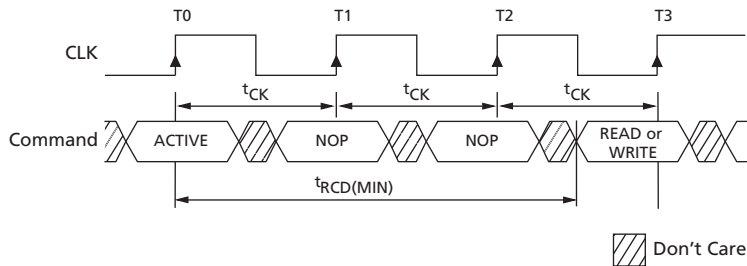 T0 T1 T2 T3
CLK
tCK tCK tCK
Command ACTIVE NOP NOP READ or
WRITE
tRCD(MIN)
Don't Care